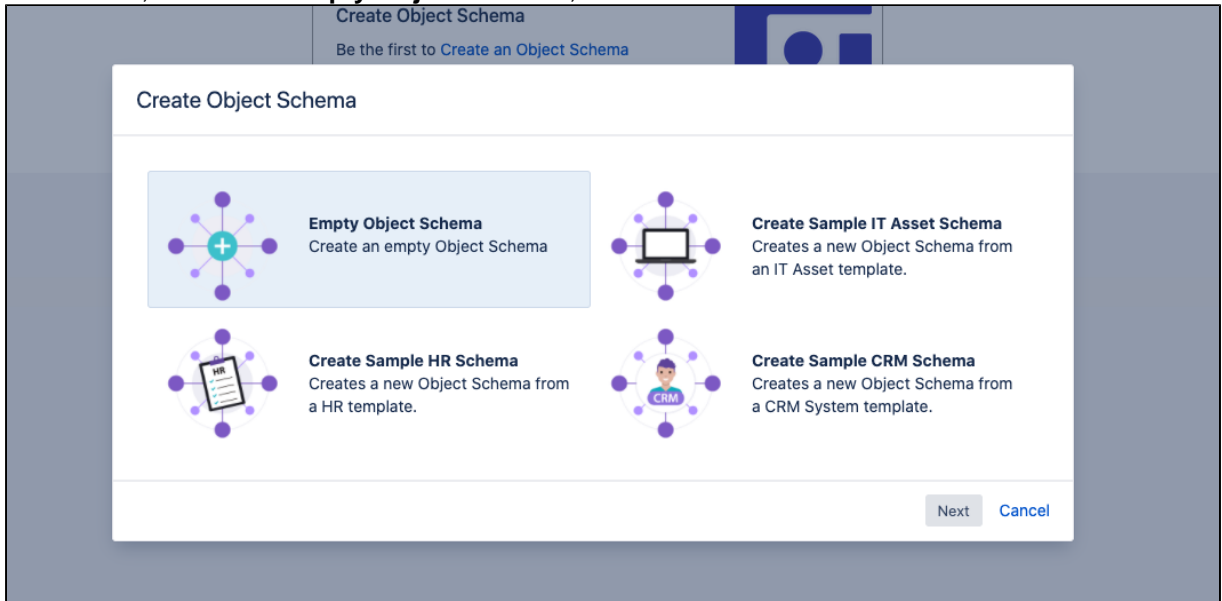 Create Object Schema
Be the first to Create an Object Schema
Create Object Schema
Empty Object Schema
Create an empty Object Schema
Create Sample IT Asset Schema
Creates a new Object Schema from
an IT Asset template.
HR
Create Sample HR Schema
Creates a new Object Schema from
a HR template.
CRM
Create Sample CRM Schema
Creates a new Object Schema from
a CRM System template.
Next Cancel